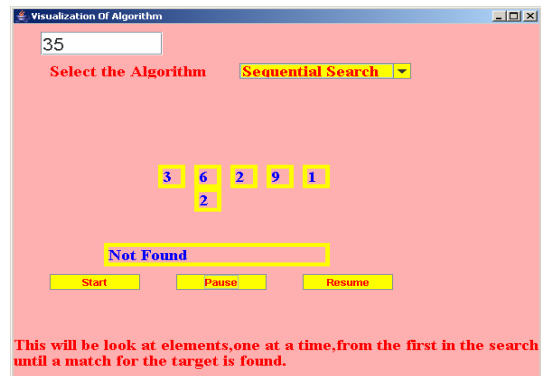 Visualization Of Algorithm
35
Select the Algorithm Sequential Search
3 6 2 9 1
2
Not Found
Start Pause Resume
This will be look at elements,one at a time,from the first in the search
until a match for the target is found.